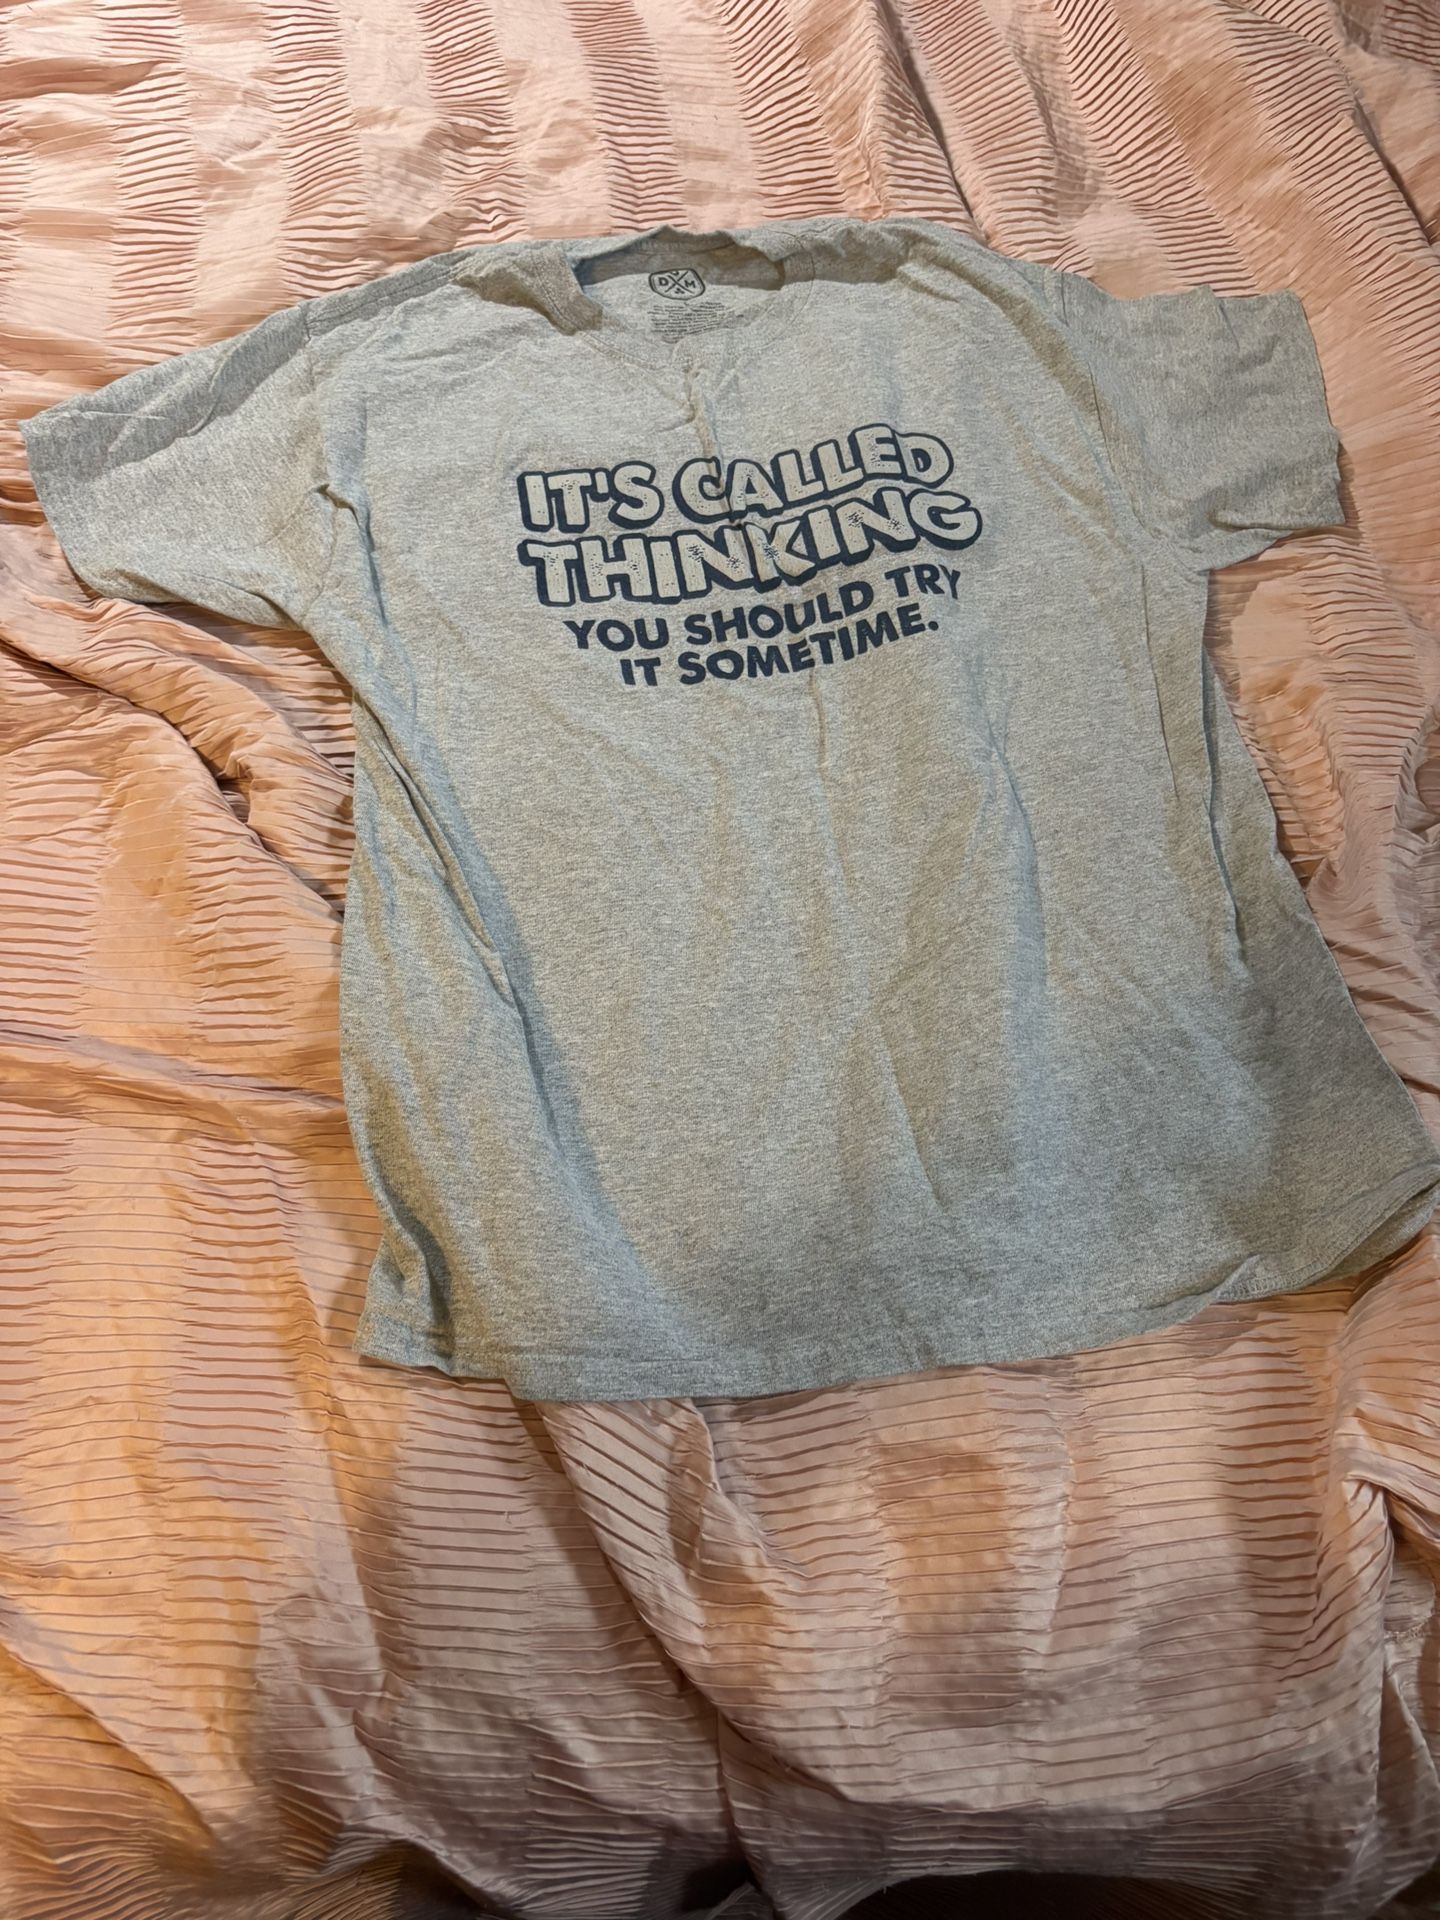 D M
IT'S CALLED
THINKING
YOU SHOULD TRY
IT SOMETIME.